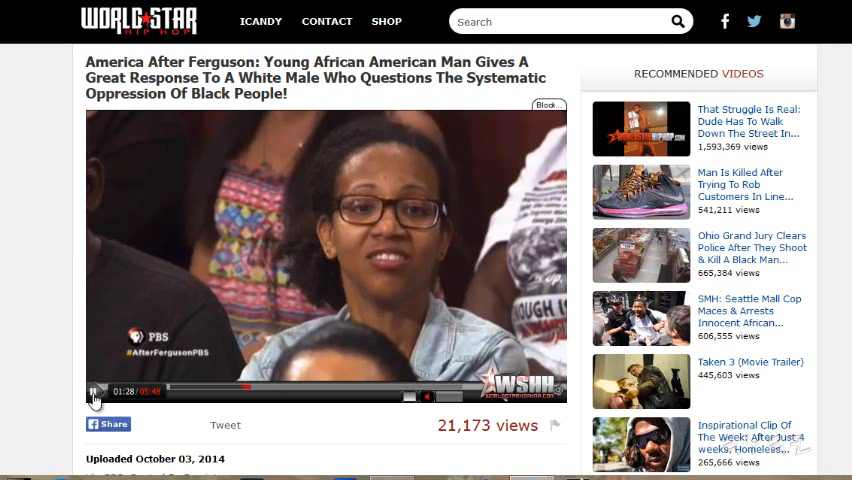 WORLD STAR
HIP HOP
ICANDY
CONTACT
SHOP
Search
America After Ferguson: Young African American Man Gives A
Great Response To A White Male Who Questions The Systematic
Oppression Of Black People!
Block...
PBS
#AfterFergusonPBS
01:28 / 05:48
WSHH
WORLDSTARHIPHOP.COM
Share
Tweet
21,173 views
Uploaded October 03, 2014
RECOMMENDED VIDEOS
WORLDSTARHIPHOP.COM
That Struggle Is Real:
Dude Has To Walk
Down The Street In...
1,593,369 views
Man Is Killed After
Trying To Rob
Customers In Line...
541,211 views
Ohio Grand Jury Clears
Police After They Shoot
& Kill A Black Man...
665,384 views
SMH: Seattle Mall Cop
Maces & Arrests
Innocent African...
606,555 views
Taken 3 (Movie Trailer)
445,603 views
Inspirational Clip Of
The Week: After Just 4
weeks, Homeless...
265,666 views